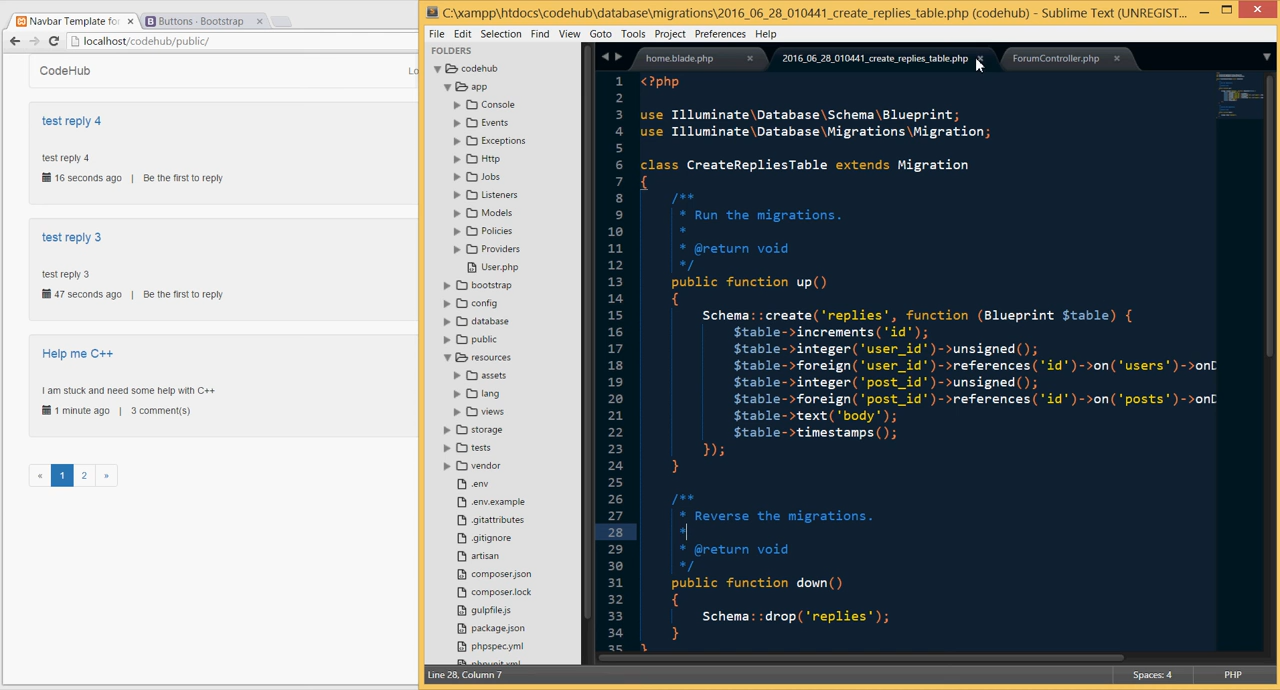 Navbar Template for
Buttons · Bootstrap
localhost/codehub/public/
CodeHub
Lo
test reply 4
test reply 4
16 seconds ago | Be the first to reply
test reply 3
test reply 3
47 seconds ago | Be the first to reply
Help me C++
I am stuck and need some help with C++
1 minute ago | 3 comment(s)
« 1 2 »
C:\xampp\htdocs\codehub\database\migrations\2016_06_28_010441_create_replies_table.php (codehub) - Sublime Text (UNREGIST...
File Edit Selection Find View Goto Tools Project Preferences Help
FOLDERS
codehub
app
Console
Events
Exceptions
Http
Jobs
Listeners
Models
Policies
Providers
User.php
bootstrap
config
database
public
resources
assets
lang
views
storage
tests
vendor
.env
.env.example
.gitattributes
.gitignore
artisan
composer.json
composer.lock
gulpfile.js
package.json
phpspec.yml
phpunit.xml
home.blade.php
2016_06_28_010441_create_replies_table.php
ForumController.php
1 <?php
2
3 use Illuminate\Database\Schema\Blueprint;
4 use Illuminate\Database\Migrations\Migration;
5
6 class CreateRepliesTable extends Migration
7 {
8 /**
9 * Run the migrations.
10 *
11 * @return void
12 */
13 public function up()
14 {
15 Schema::create('replies', function (Blueprint $table) {
16 $table->increments('id');
17 $table->integer('user_id')->unsigned();
18 $table->foreign('user_id')->references('id')->on('users')->onD
19 $table->integer('post_id')->unsigned();
20 $table->foreign('post_id')->references('id')->on('posts')->onD
21 $table->text('body');
22 $table->timestamps();
23 });
24 }
25
26 /**
27 * Reverse the migrations.
28 *
29 * @return void
30 */
31 public function down()
32 {
33 Schema::drop('replies');
34 }
35 }
Line 28, Column 7
Spaces: 4
PHP